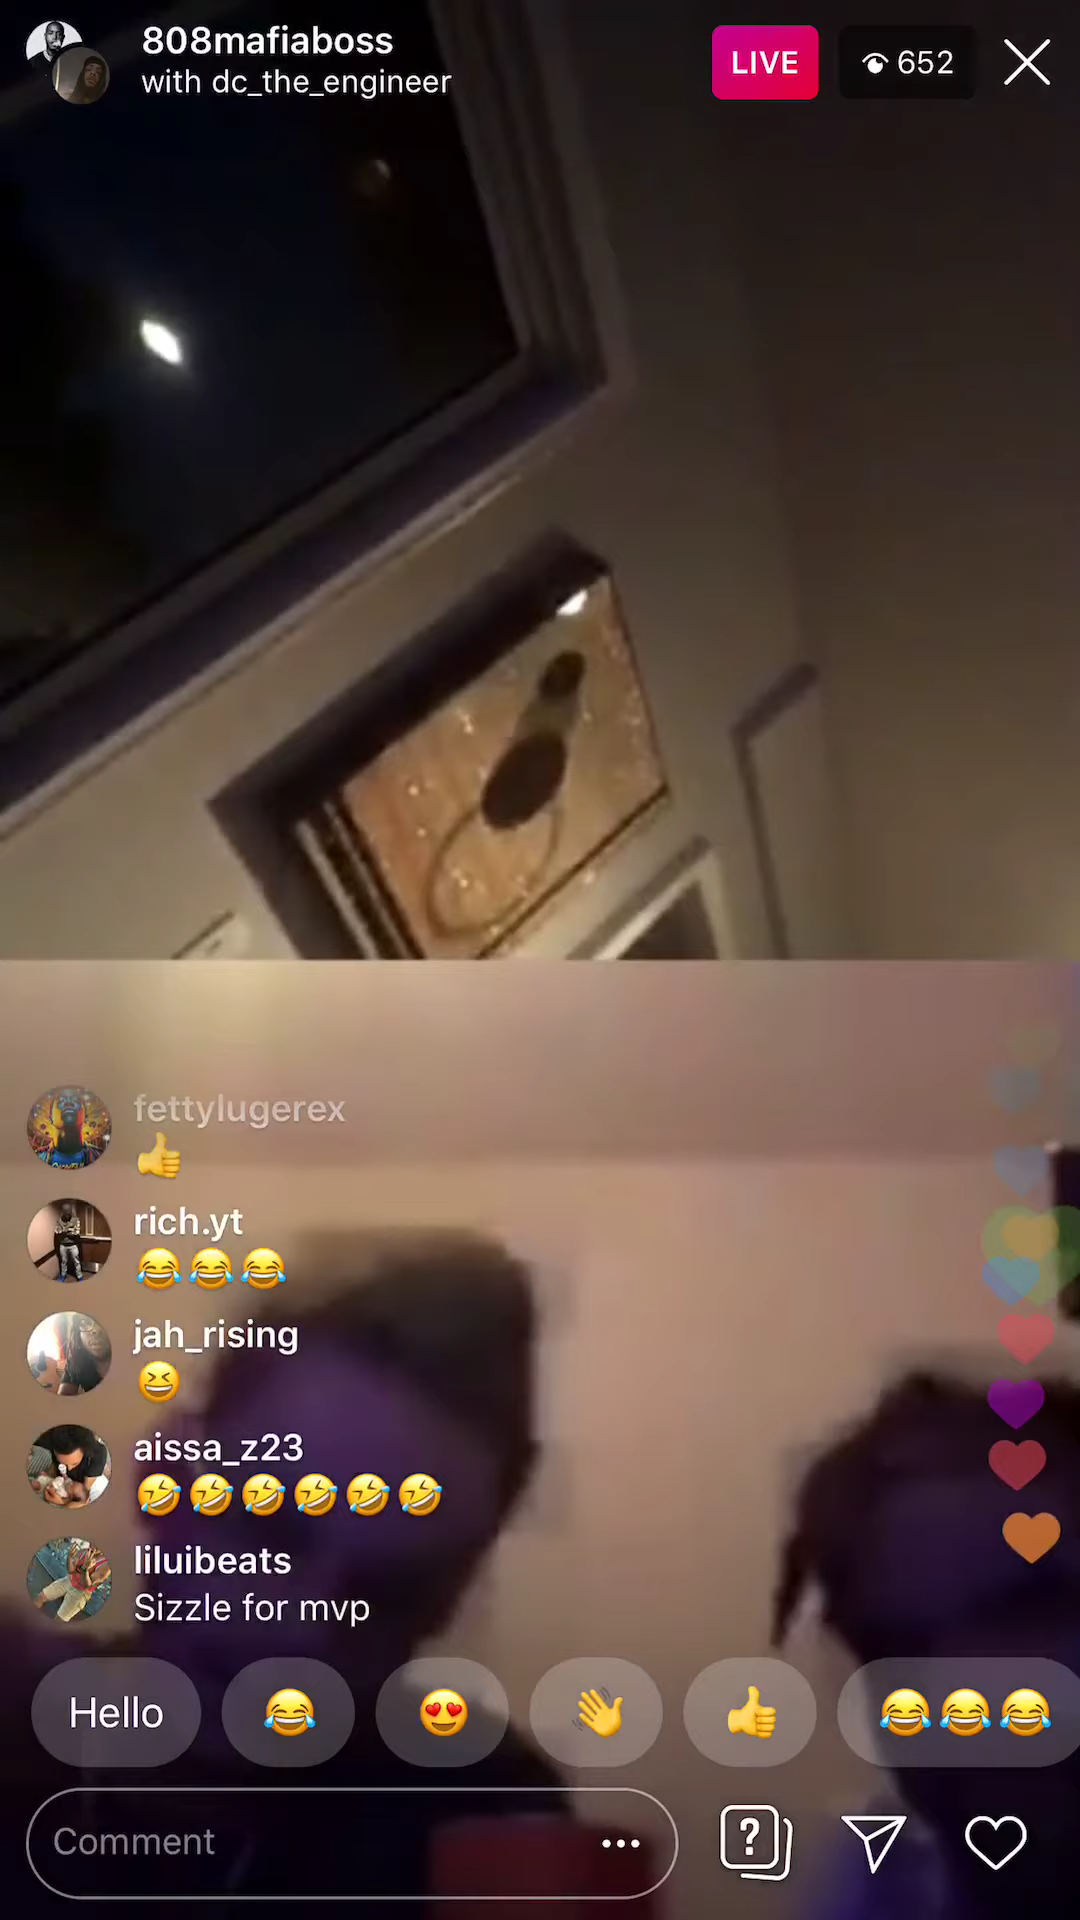 808mafiaboss
with dc_the_engineer
LIVE
652
fettylugerex
👍
rich.yt
😂😂😂
jah_rising
😆
aissa_z23
🤣🤣🤣🤣🤣🤣
liluibeats
Sizzle for mvp
Hello 😂 😍 👋 👍 😂😂😂
Comment ...
?